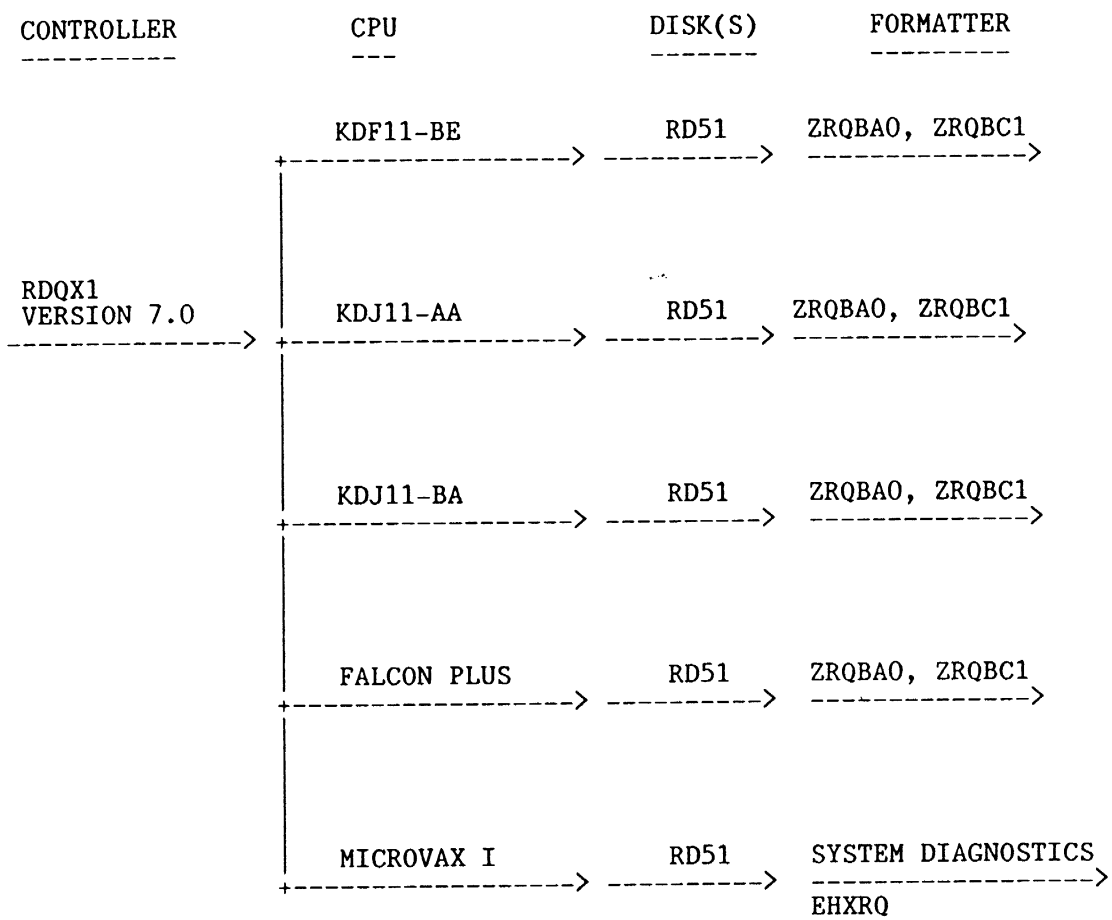 CONTROLLER CPU DISK(S) FORMATTER
KDF11-BE RD51 ZRQBA0, ZRQBC1
RDQX1
VERSION 7.0 KDJ11-AA RD51 ZRQBA0, ZRQBC1
KDJ11-BA RD51 ZRQBA0, ZRQBC1
FALCON PLUS RD51 ZRQBA0, ZRQBC1
MICROVAX I RD51 SYSTEM DIAGNOSTICS
EHXRQ